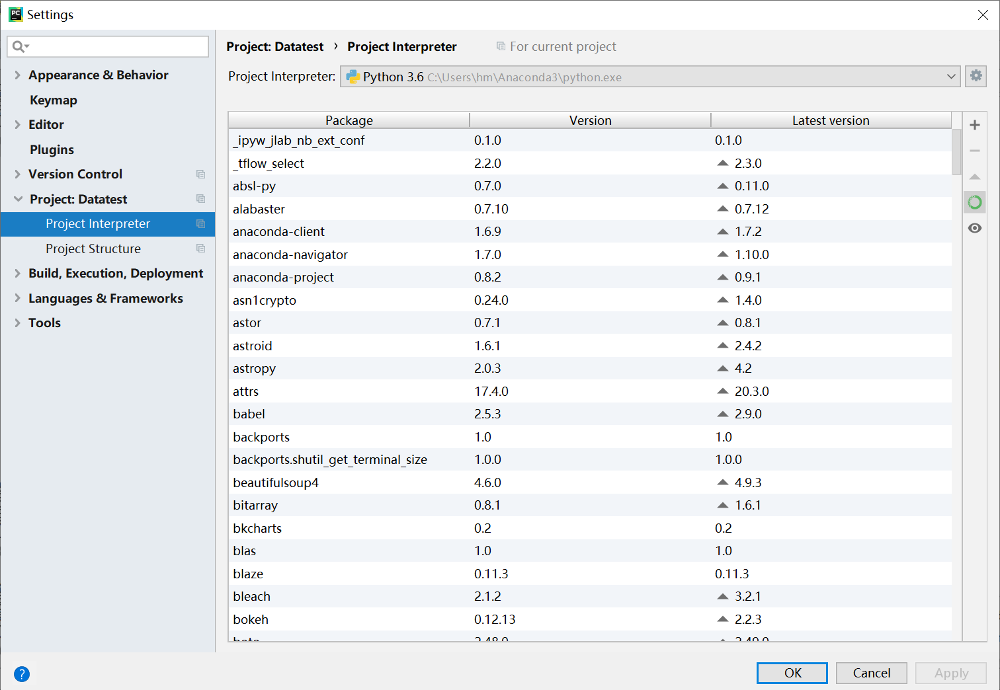 Settings
Project: Datatest › Project Interpreter For current project
Project Interpreter: Python 3.6 C:\Users\hm\Anaconda3\python.exe
Appearance & Behavior
Keymap
Editor
Plugins
Version Control
Project: Datatest
Project Interpreter
Project Structure
Build, Execution, Deployment
Languages & Frameworks
Tools
Package Version Latest version
_ipyw_jlab_nb_ext_conf 0.1.0 0.1.0
_tflow_select 2.2.0 2.3.0
absl-py 0.7.0 0.11.0
alabaster 0.7.10 0.7.12
anaconda-client 1.6.9 1.7.2
anaconda-navigator 1.7.0 1.10.0
anaconda-project 0.8.2 0.9.1
asn1crypto 0.24.0 1.4.0
astor 0.7.1 0.8.1
astroid 1.6.1 2.4.2
astropy 2.0.3 4.2
attrs 17.4.0 20.3.0
babel 2.5.3 2.9.0
backports 1.0 1.0
backports.shutil_get_terminal_size 1.0.0 1.0.0
beautifulsoup4 4.6.0 4.9.3
bitarray 0.8.1 1.6.1
bkcharts 0.2 0.2
blas 1.0 1.0
blaze 0.11.3 0.11.3
bleach 2.1.2 3.2.1
bokeh 0.12.13 2.2.3
boto 2.48.0 2.49.0
OK Cancel Apply